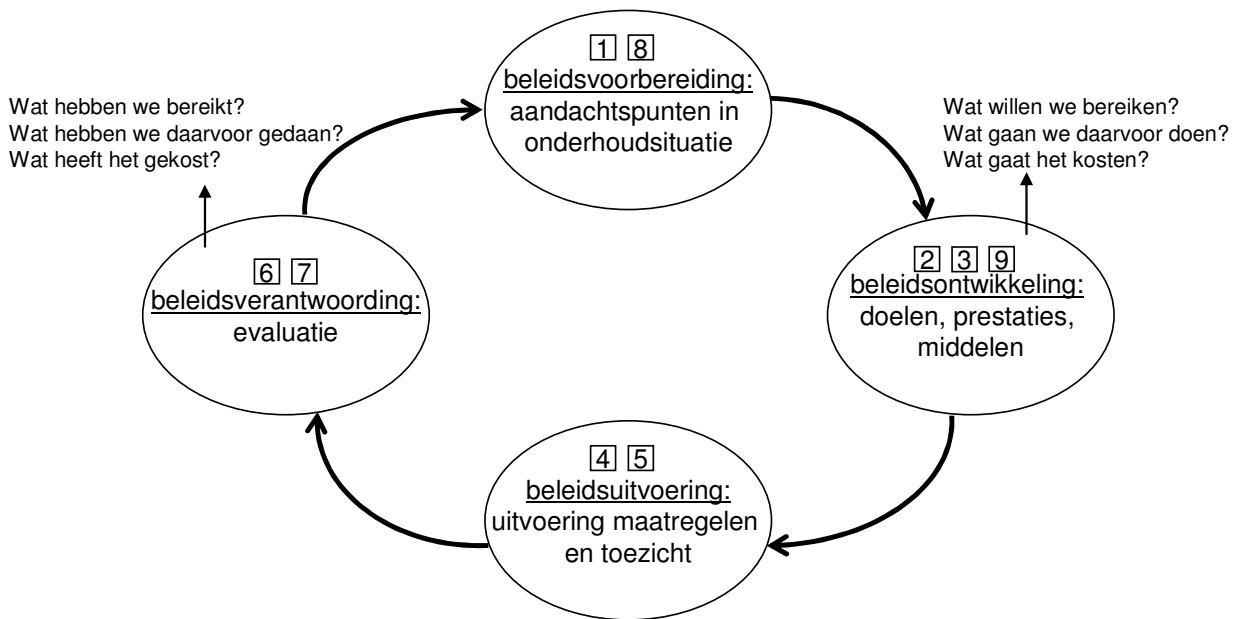 1 8
beleidsvoorbereiding:
aandachtspunten in
onderhoudsituatie
Wat hebben we bereikt?
Wat hebben we daarvoor gedaan?
Wat heeft het gekost?
Wat willen we bereiken?
Wat gaan we daarvoor doen?
Wat gaat het kosten?
6 7
beleidsverantwoording:
evaluatie
2 3 9
beleidsontwikkeling:
doelen, prestaties,
middelen
4 5
beleidsuitvoering:
uitvoering maatregelen
en toezicht